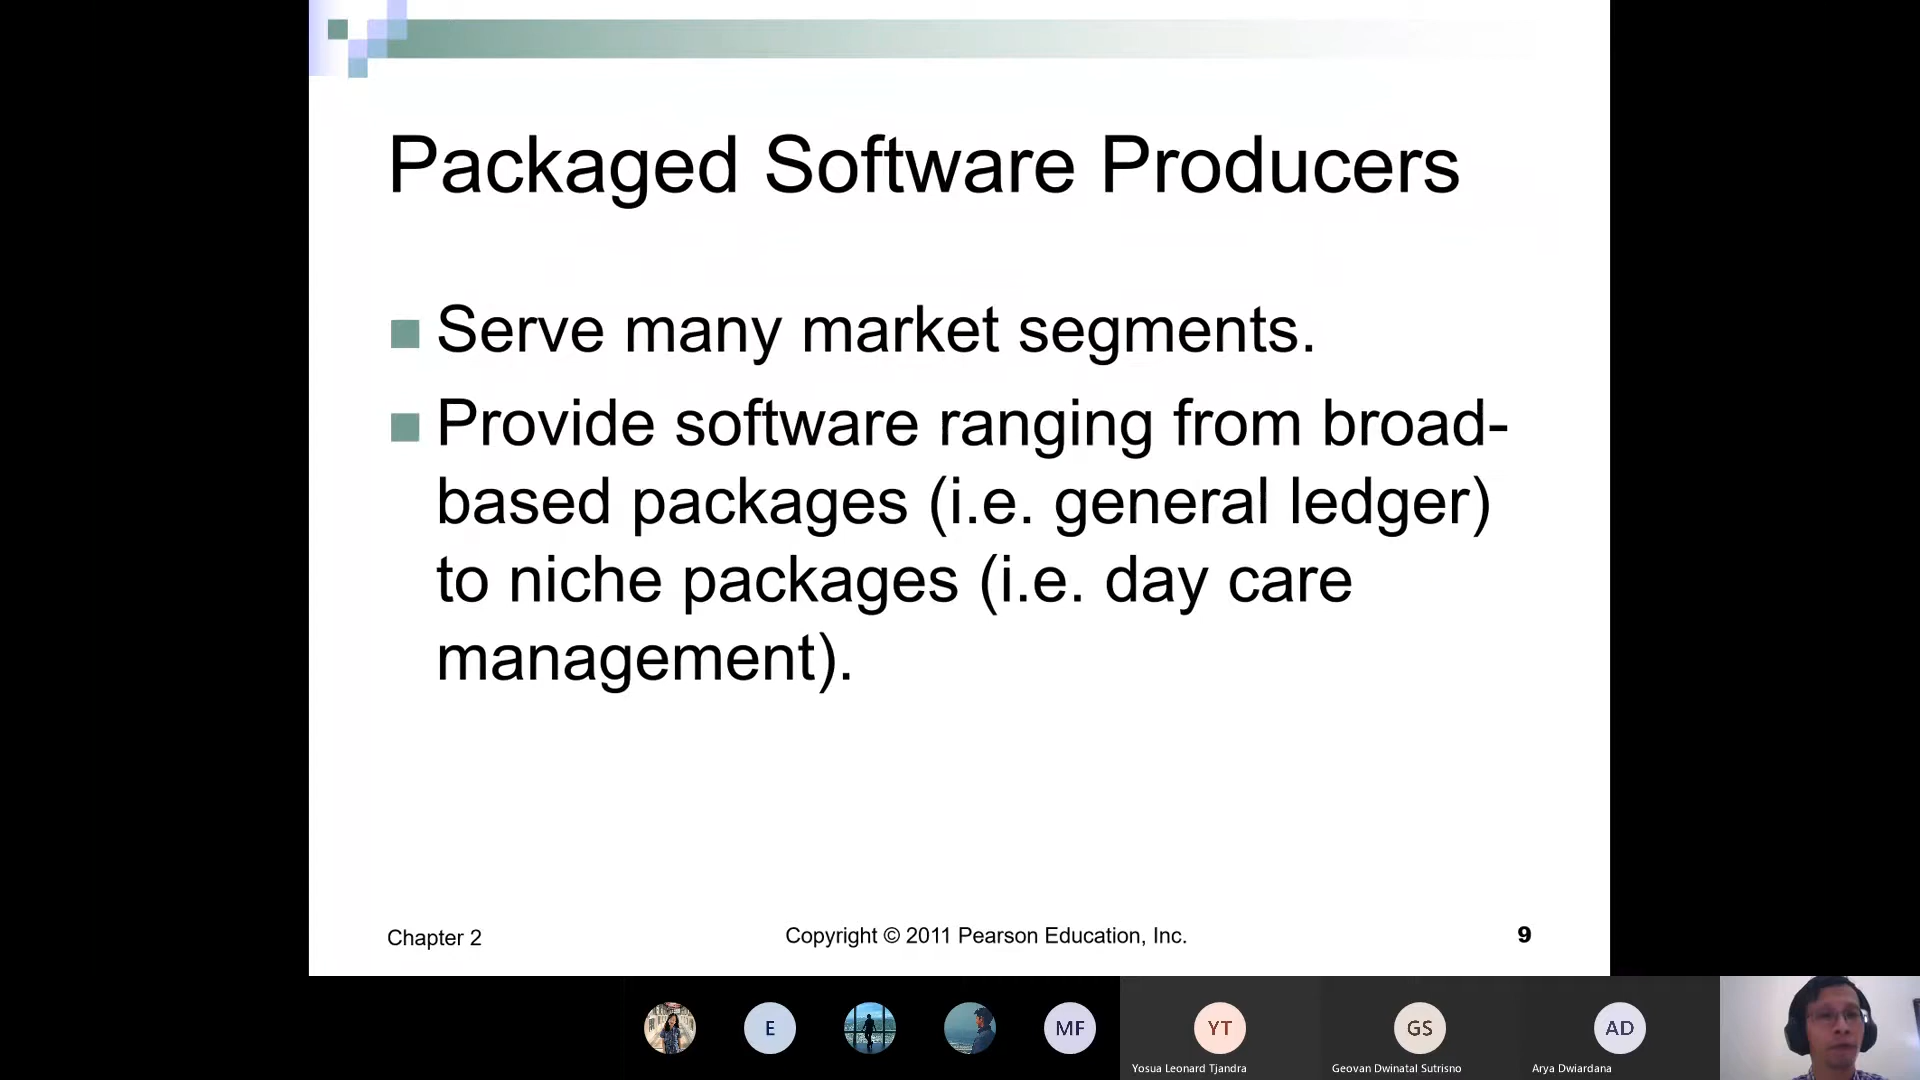 Packaged Software Producers
Serve many market segments.
Provide software ranging from broad-
based packages (i.e. general ledger)
to niche packages (i.e. day care
management).
Chapter 2
Copyright © 2011 Pearson Education, Inc.
9
E
MF
YT
GS
AD
Yosua Leonard Tjandra
Geovan Dwinatal Sutrisno
Arya Dwiardana